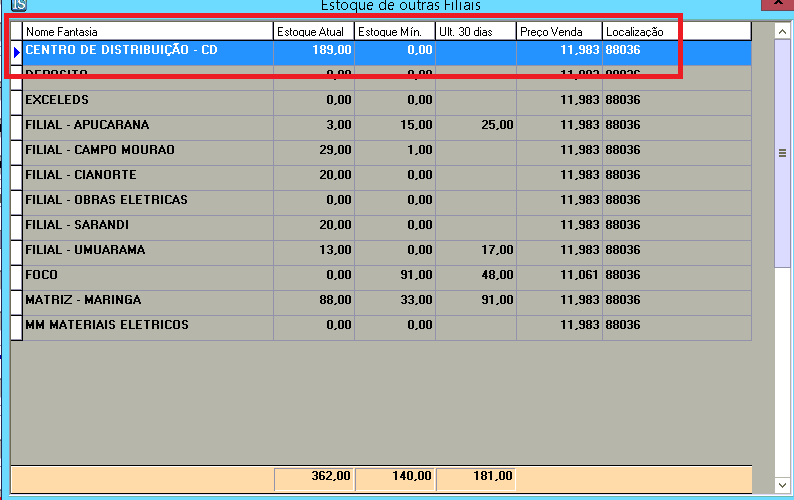 IS Estoque de outras Filiais
Nome Fantasia Estoque Atual Estoque Mín. Ult. 30 dias Preço Venda Localização
CENTRO DE DISTRIBUIÇÃO - CD 189,00 0,00 11,983 88036
DEPOSITO 0,00 0,00 11,983 88036
EXCELEDS 0,00 0,00 11,983 88036
FILIAL - APUCARANA 3,00 15,00 25,00 11,983 88036
FILIAL - CAMPO MOURAO 29,00 1,00 11,983 88036
FILIAL - CIANORTE 20,00 0,00 11,983 88036
FILIAL - OBRAS ELETRICAS 0,00 0,00 11,983 88036
FILIAL - SARANDI 20,00 0,00 11,983 88036
FILIAL - UMUARAMA 13,00 0,00 17,00 11,983 88036
FOCO 0,00 91,00 48,00 11,061 88036
MATRIZ - MARINGA 88,00 33,00 91,00 11,983 88036
MM MATERIAIS ELETRICOS 0,00 0,00 11,983 88036
362,00 140,00 181,00